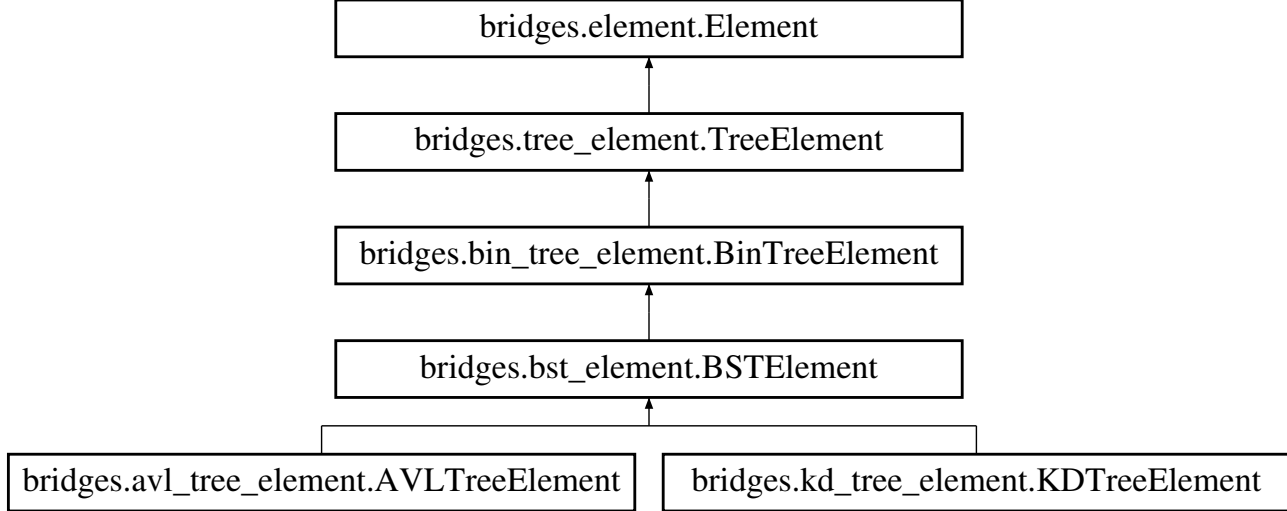 bridges.element.Element
bridges.tree_element.TreeElement
bridges.bin_tree_element.BinTreeElement
bridges.bst_element.BSTElement
bridges.avl_tree_element.AVLTreeElement
bridges.kd_tree_element.KDTreeElement